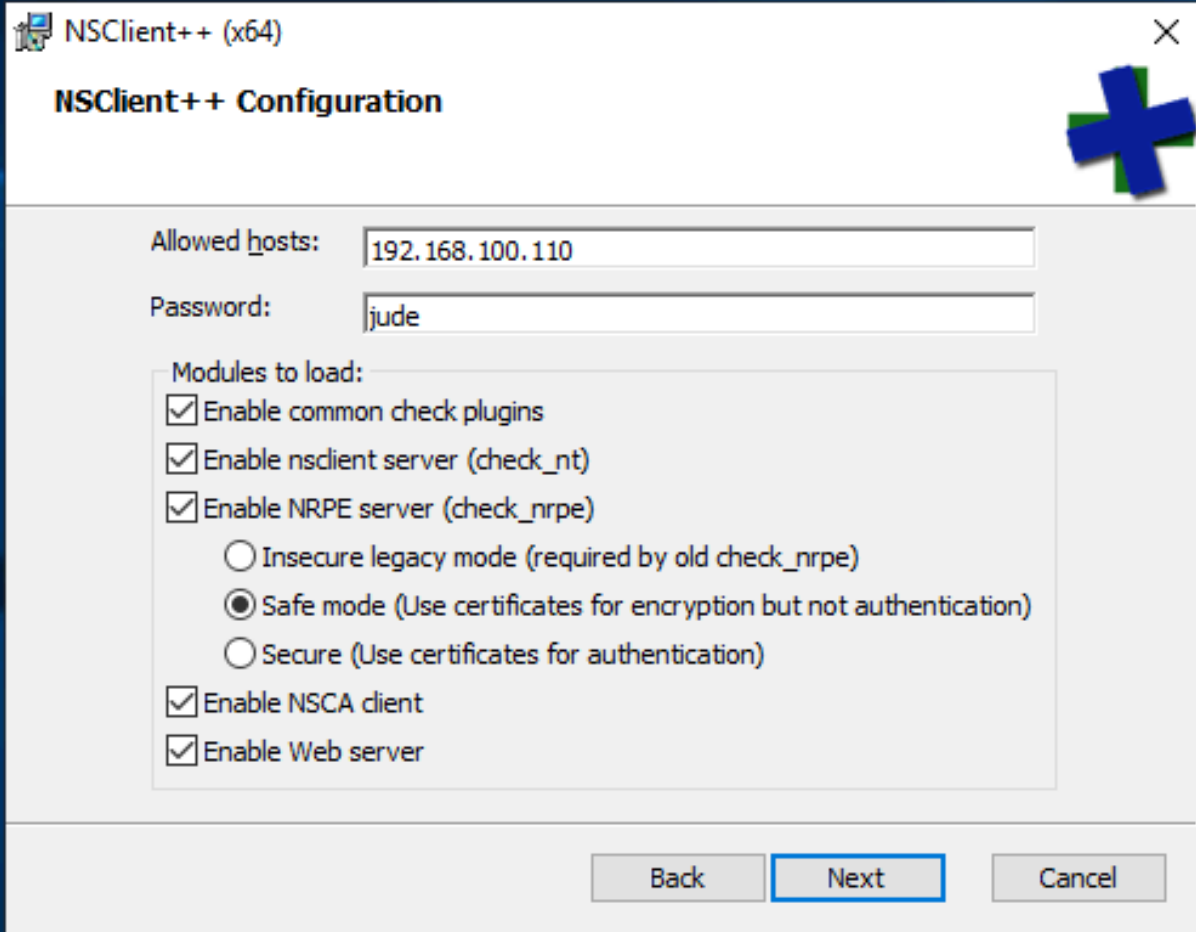 NSClient++ (x64)
NSClient++ Configuration
Allowed hosts: 192.168.100.110
Password: jude
Modules to load:
Enable common check plugins
Enable nsclient server (check_nt)
Enable NRPE server (check_nrpe)
Insecure legacy mode (required by old check_nrpe)
Safe mode (Use certificates for encryption but not authentication)
Secure (Use certificates for authentication)
Enable NSCA client
Enable Web server
Back Next Cancel